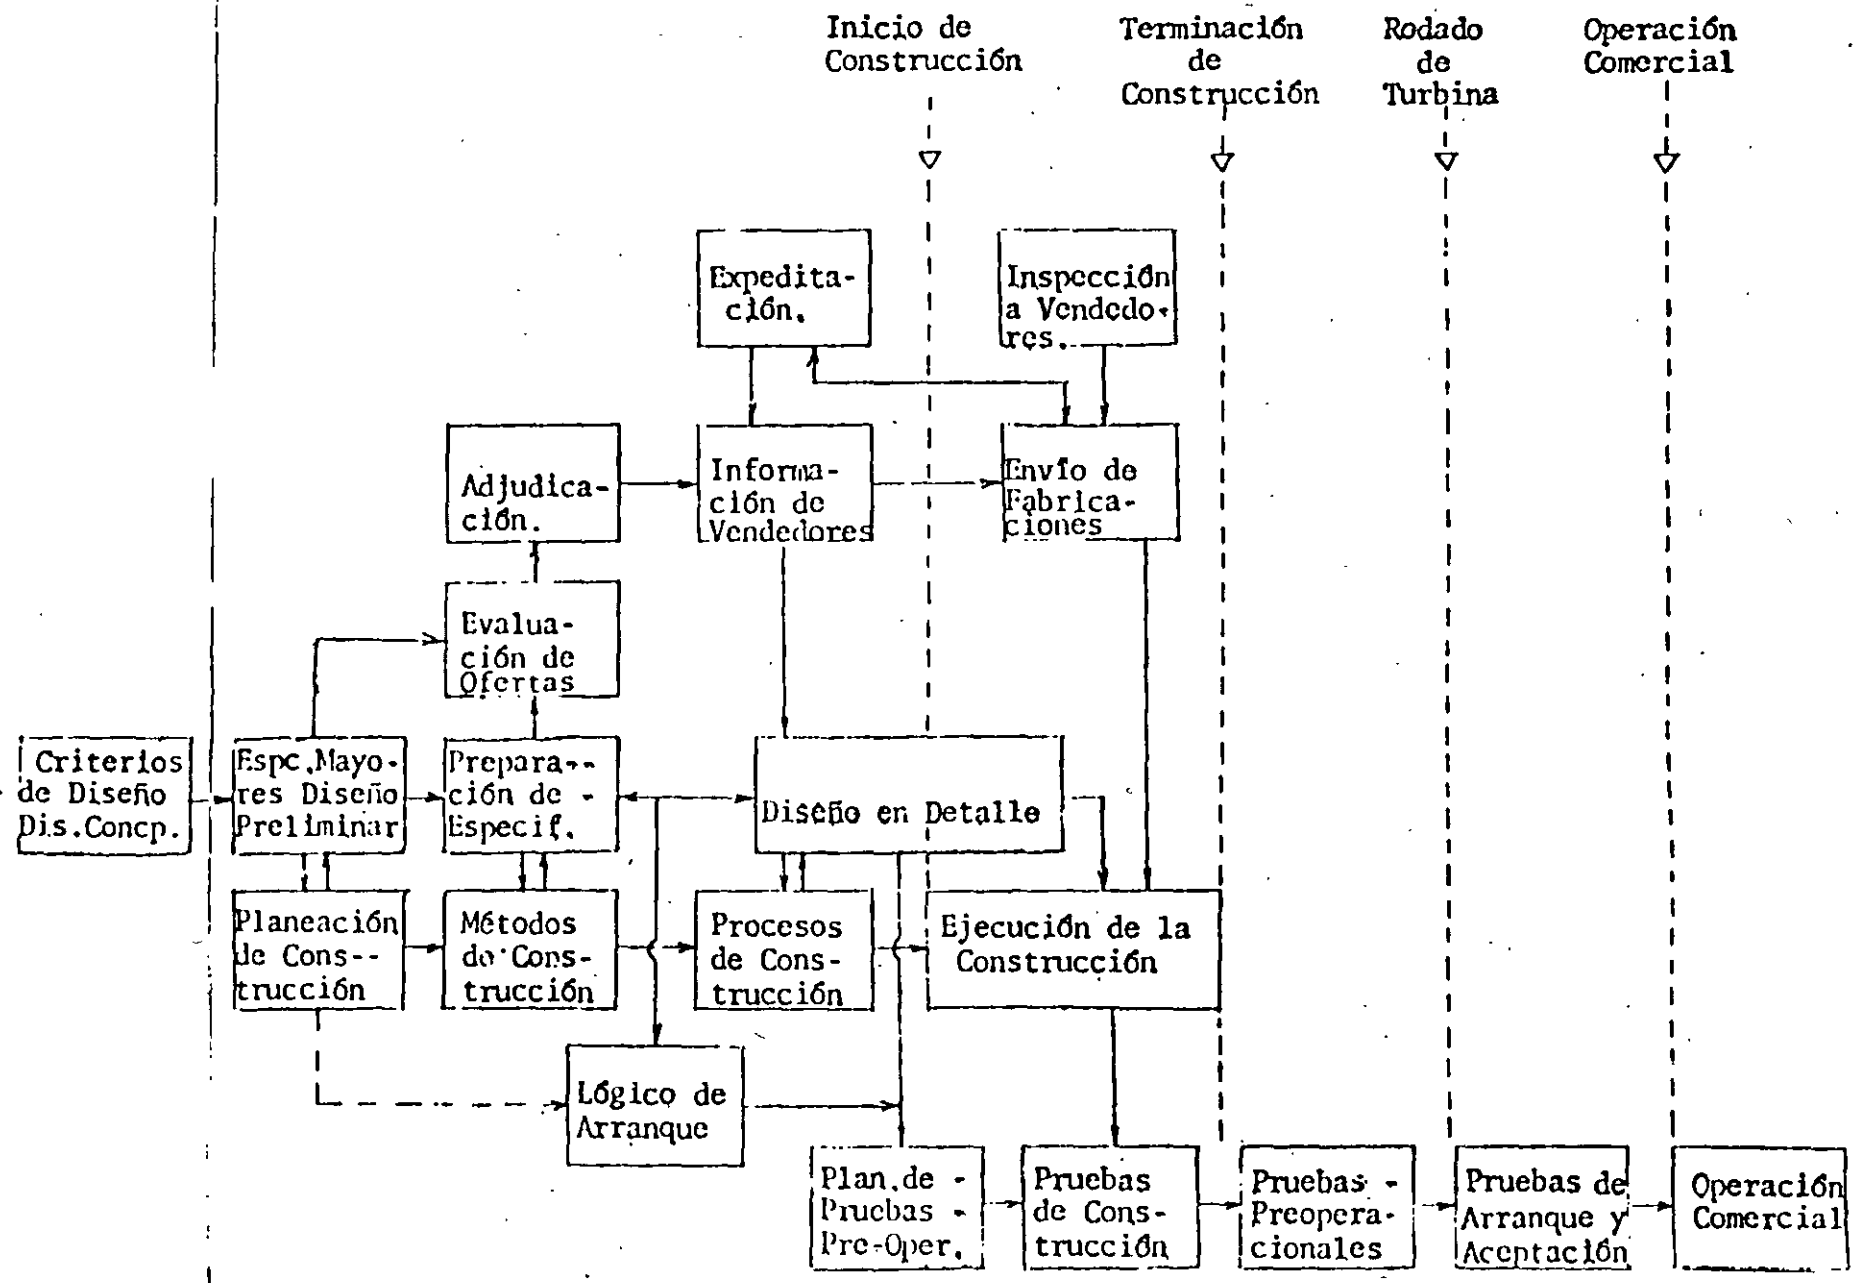 Inicio de
Construcción
Terminación
de
Construcción
Rodado
de
Turbina
Operación
Comercial
Expedita-
ción.
Inspección
a Vendedo-
res.
Adjudica-
ción.
Informa-
ción de
Vendedores
Envío de
Fabrica-
ciones
Evalua-
ción de
Ofertas
Criterios
de Diseño
Dis.Concp.
Espc.Mayo-
res Diseño
Preliminar
Prepara--
ción de -
Especif.
Diseño en Detalle
Planeación
de Cons--
trucción
Métodos
de Cons-
trucción
Procesos
de Cons-
trucción
Ejecución de la
Construcción
Lógico de
Arranque
Plan.de -
Pruebas -
Pre-Oper.
Pruebas
de Cons-
trucción
Pruebas -
Preopera-
cionales
Pruebas de
Arranque y
Aceptación
Operación
Comercial